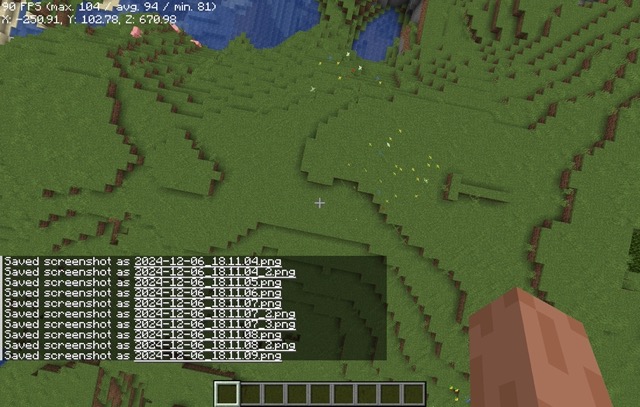 90 FPS (max. 104 / avg. 94 / min. 81)
X: -250.91, Y: 102.78, Z: 670.98
Saved screenshot as 2024-12-06_18.11.04.png
Saved screenshot as 2024-12-06_18.11.04_2.png
Saved screenshot as 2024-12-06_18.11.05.png
Saved screenshot as 2024-12-06_18.11.06.png
Saved screenshot as 2024-12-06_18.11.07.png
Saved screenshot as 2024-12-06_18.11.07_2.png
Saved screenshot as 2024-12-06_18.11.07_3.png
Saved screenshot as 2024-12-06_18.11.08.png
Saved screenshot as 2024-12-06_18.11.08_2.png
Saved screenshot as 2024-12-06_18.11.09.png